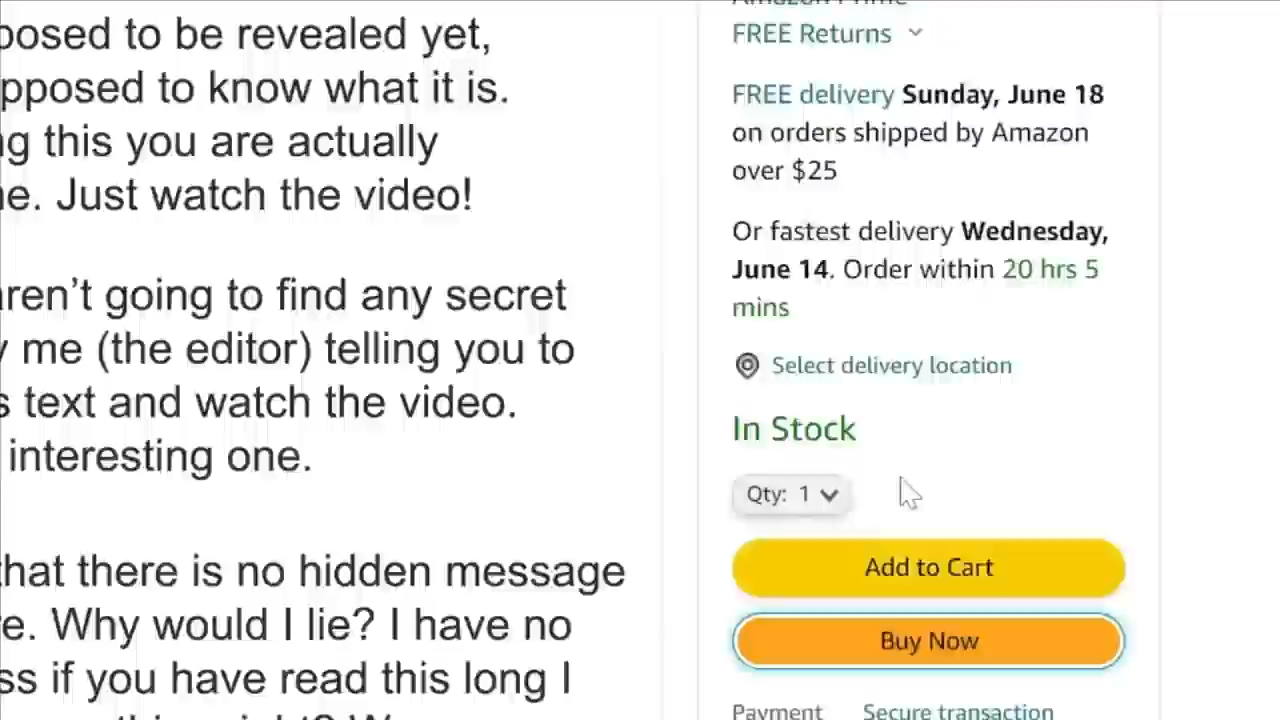 posed to be revealed yet,
pposed to know what it is.
g this you are actually
e. Just watch the video!
aren't going to find any secret
me (the editor) telling you to
s text and watch the video.
interesting one.
that there is no hidden message
e. Why would I lie? I have no
ss if you have read this long I
Amazon Prime
FREE Returns
FREE delivery Sunday, June 18
on orders shipped by Amazon
over $25
Or fastest delivery Wednesday,
June 14. Order within 20 hrs 5
mins
Select delivery location
In Stock
Qty: 1
Add to Cart
Buy Now
Payment Secure transaction